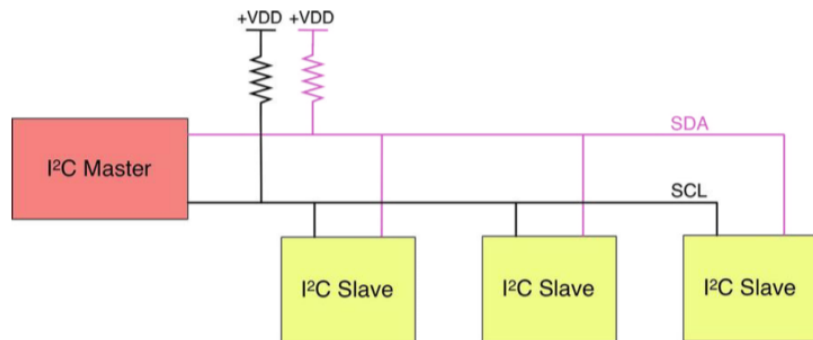 +VDD +VDD
SDA
I²C Master
SCL
I²C Slave
I²C Slave
I²C Slave